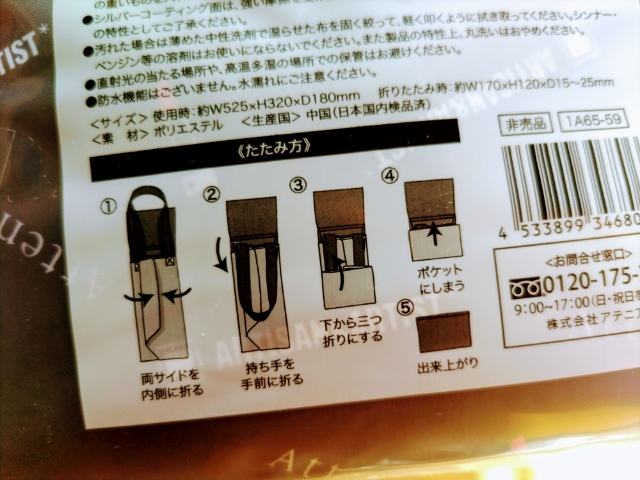 ●シルバーコーティング面は、強い摩擦
の特性としてご了承ください。
●汚れた場合は薄めた中性洗剤で湿らせた布を固く絞って、軽く叩くように拭き取ってください。シンナー・
ベンジン等の溶剤はお使いにならないでください。また製品の特性上、丸洗いはおやめください。
●直射光の当たる場所や、高温多湿の場所での保管はお避けください。
●防水機能はございません。水濡れにご注意ください。
<サイズ> 使用時:約W525×H320×D180mm 折りたたみ時:約W170×H120×D15〜25mm
<素 材> ポリエステル <生産国> 中国(日本国内検品済)
非売品 1A65-59
《たたみ方》
①
両サイドを
内側に折る
②
持ち手を
手前に折る
③
下から三つ
折りにする
④
ポケット
にしまう
⑤
出来上がり
4 533899 3468
<お問合せ窓口>
0120-175-
9:00~17:00(日・祝日
株式会社 アテニア
TIST
Arten
ARTISAN&ARTIST